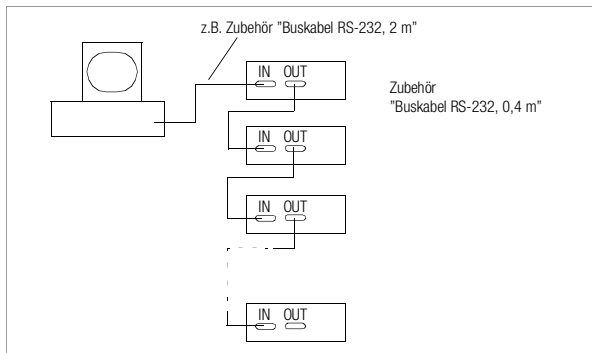 z.B. Zubehör ”Buskabel RS-232, 2 m”
IN OUT
Zubehör
”Buskabel RS-232, 0,4 m”
IN OUT
IN OUT
IN OUT